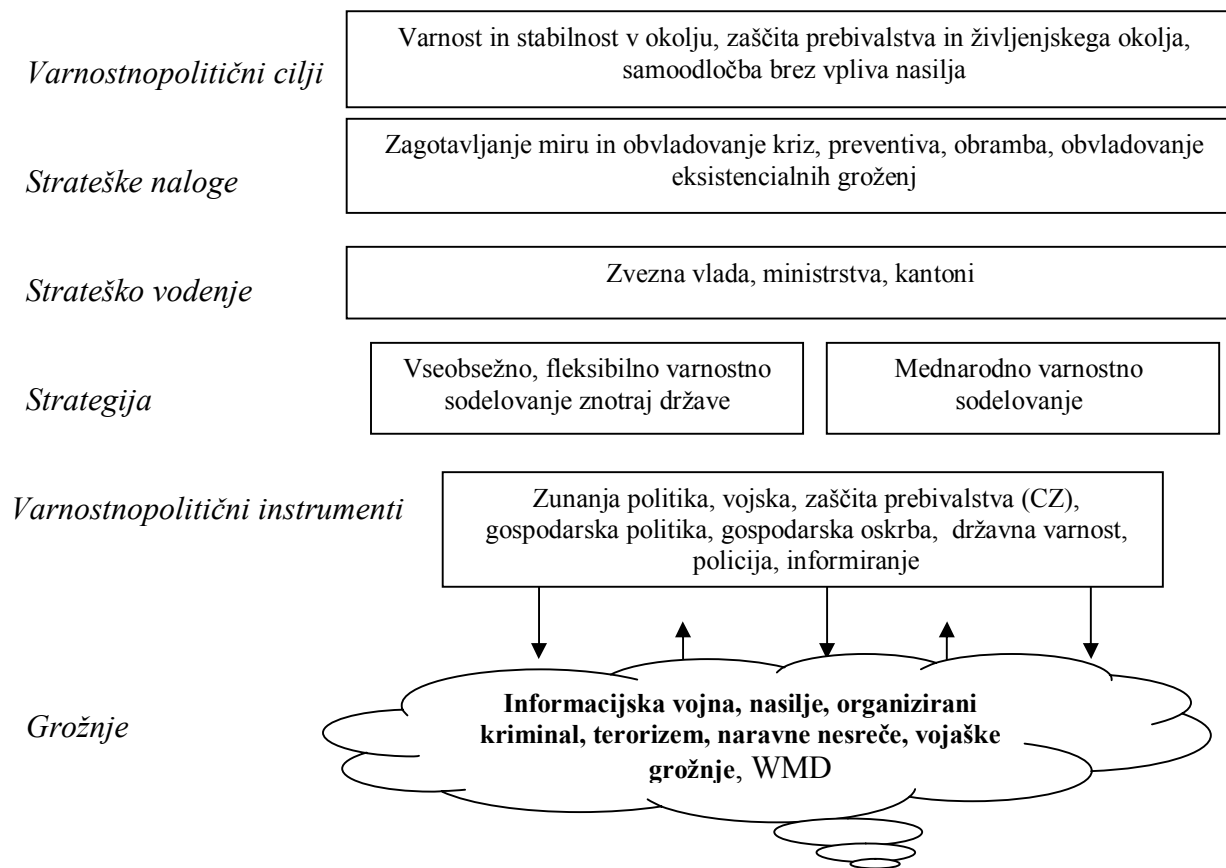 Varnostnopolitični cilji
Varnost in stabilnost v okolju, zaščita prebivalstva in življenjskega okolja,
samoodločba brez vpliva nasilja
Strateške naloge
Zagotavljanje miru in obvladovanje kriz, preventiva, obramba, obvladovanje
eksistencialnih groženj
Strateško vodenje
Zvezna vlada, ministrstva, kantoni
Strategija
Vseobsežno, fleksibilno varnostno
sodelovanje znotraj države
Mednarodno varnostno
sodelovanje
Varnostnopolitični instrumenti
Zunanja politika, vojska, zaščita prebivalstva (CZ),
gospodarska politika, gospodarska oskrba, državna varnost,
policija, informiranje
Grožnje
Informacijska vojna, nasilje, organizirani
kriminal, terorizem, naravne nesreče, vojaške
grožnje, WMD